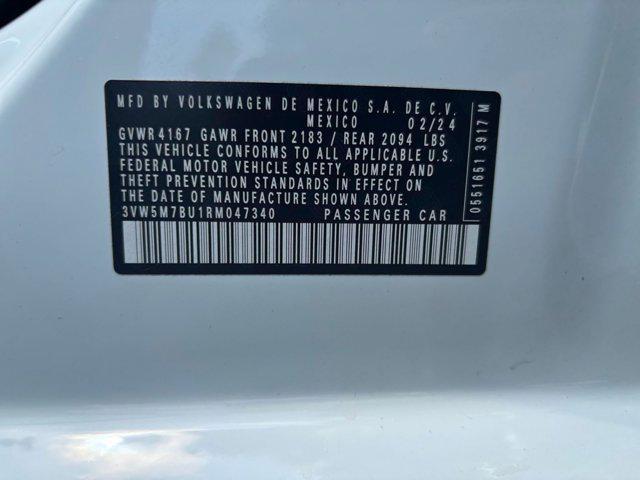 MFD BY VOLKSWAGEN DE MEXICO S.A. DE C.V.
MEXICO 02/24
GVWR 4167 GAWR FRONT 2183 / REAR 2094 LBS
THIS VEHICLE CONFORMS TO ALL APPLICABLE U.S.
FEDERAL MOTOR VEHICLE SAFETY, BUMPER AND
THEFT PREVENTION STANDARDS IN EFFECT ON
THE DATE OF MANUFACTURE SHOWN ABOVE.
3VW5M7BU1RM047340 PASSENGER CAR
0551651 3917 M